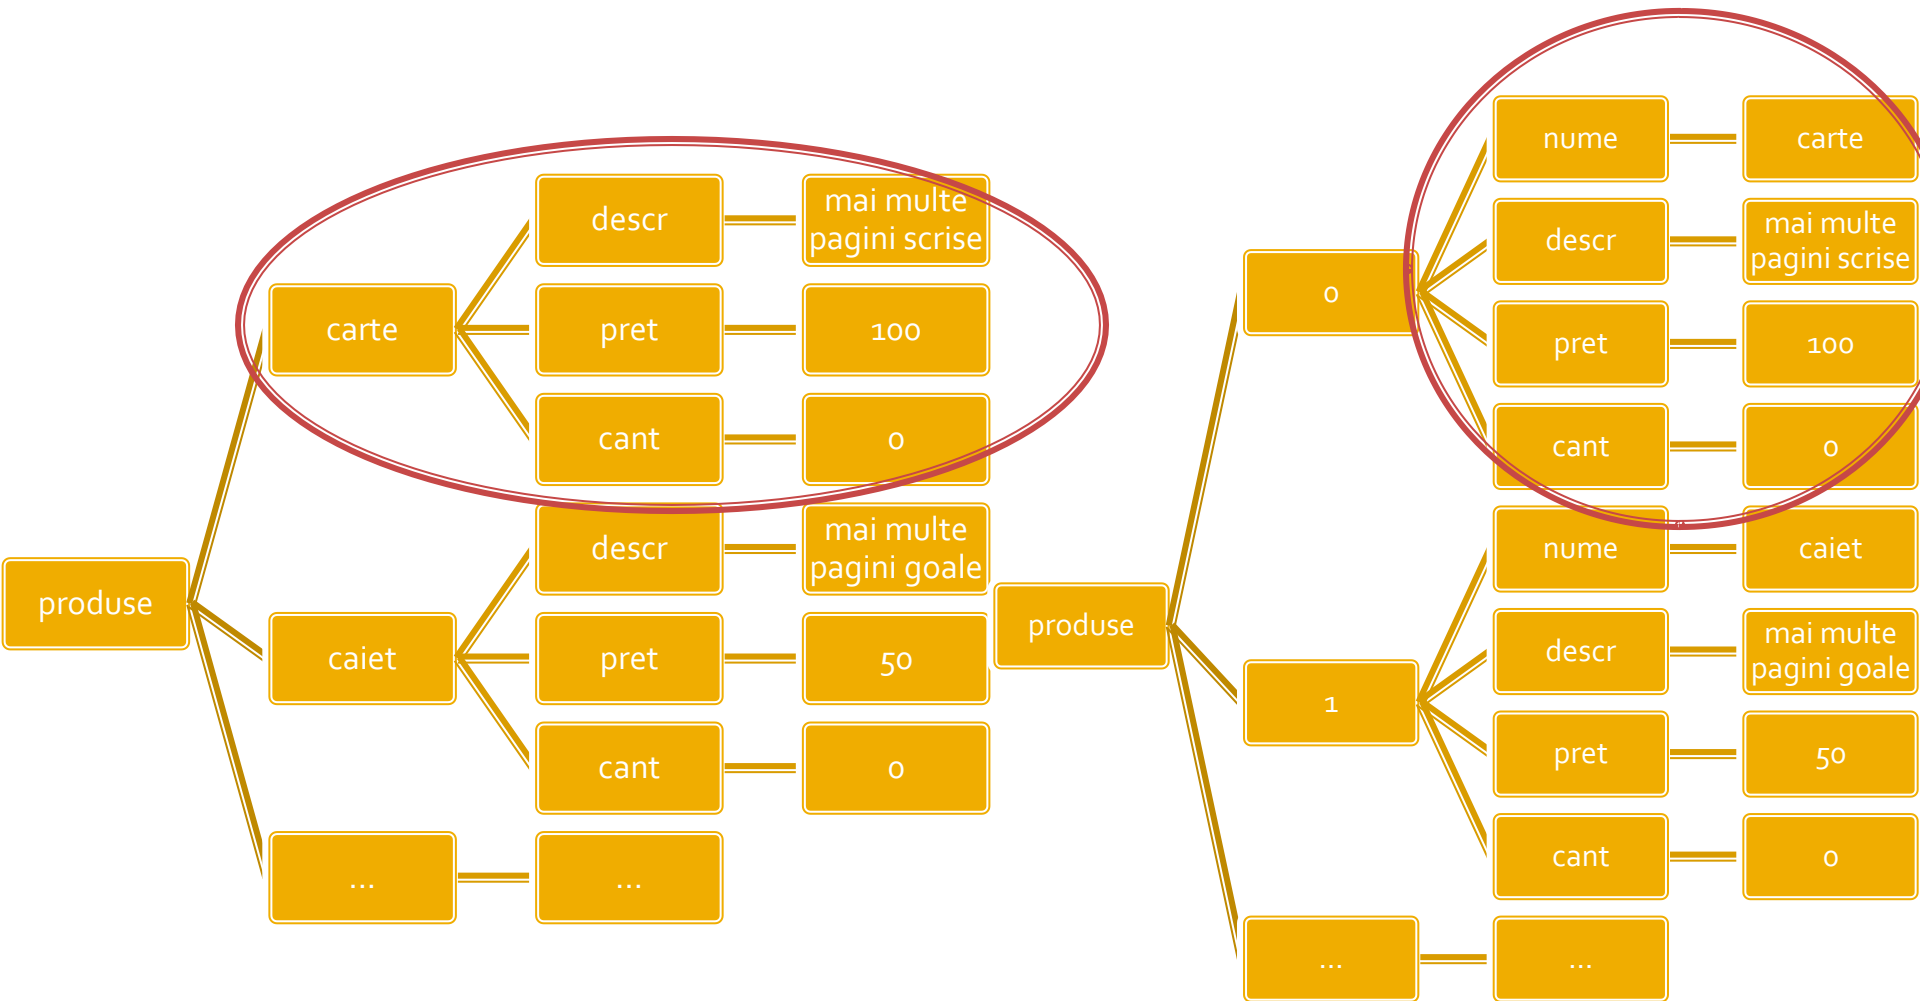 produse
carte
descr
mai multe
pagini scrise
pret
100
cant
0
caiet
descr
mai multe
pagini goale
pret
50
cant
0
...
...
produse
0
nume
carte
descr
mai multe
pagini scrise
pret
100
cant
0
1
nume
caiet
descr
mai multe
pagini goale
pret
50
cant
0
...
...